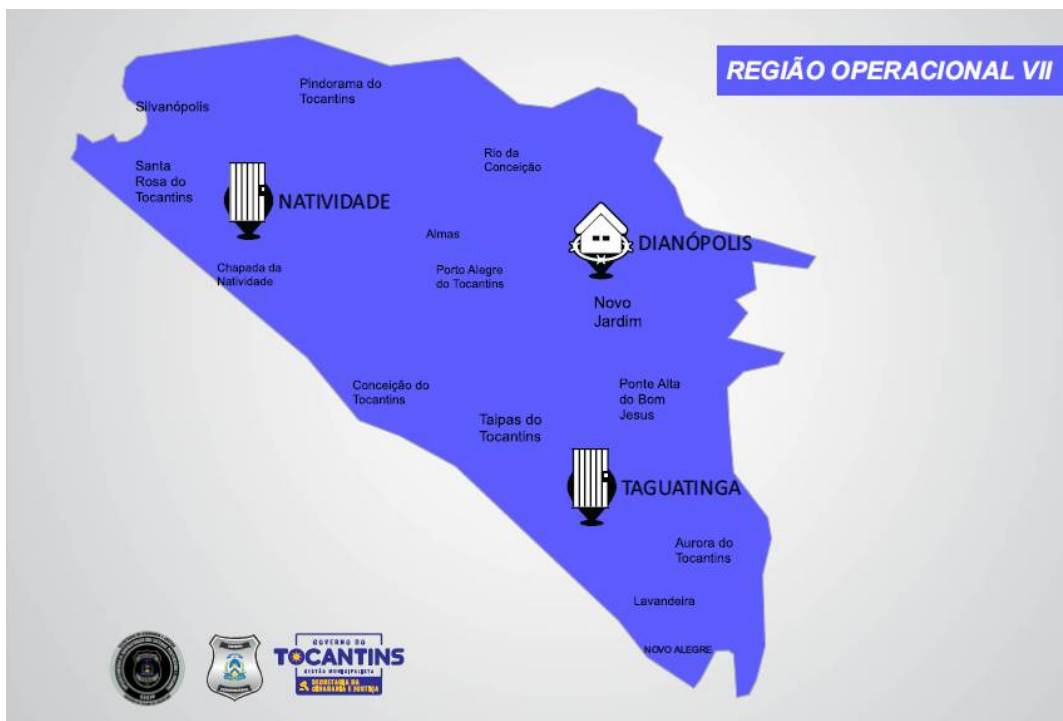 REGIÃO OPERACIONAL VII
Pindorama do
Tocantins
Silvanópolis
Rio da
Conceição
Santa
Rosa do
Tocantins
NATIVIDADE
Almas
DIANÓPOLIS
Chapada da
Natividade
Porto Alegre
do Tocantins
Novo
Jardim
Conceição do
Tocantins
Ponte Alta
do Bom
Jesus
Taipas do
Tocantins
TAGUATINGA
Aurora do
Tocantins
Lavandeira
NOVO ALEGRE
GOVERNO DO
TOCANTINS
GESTÃO MUNICIPALISTA
SECRETARIA DA
CIDADANIA E JUSTIÇA